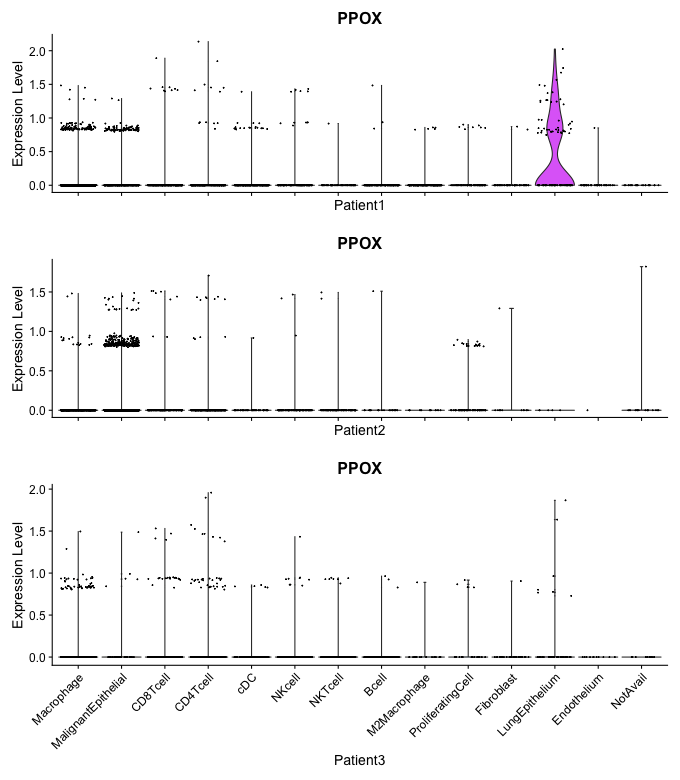 PPOX
Expression Level
2.0
1.5
1.0
0.5
0.0
Patient1
PPOX
Expression Level
1.5
1.0
0.5
0.0
Patient2
PPOX
Expression Level
2.0
1.5
1.0
0.5
0.0
Macrophage
MalignantEpithelial
CD8Tcell
CD4Tcell
cDC
NKcell
NKTcell
Bcell
M2Macrophage
ProliferatingCell
Fibroblast
LungEpithelium
Endothelium
NotAvail
Patient3